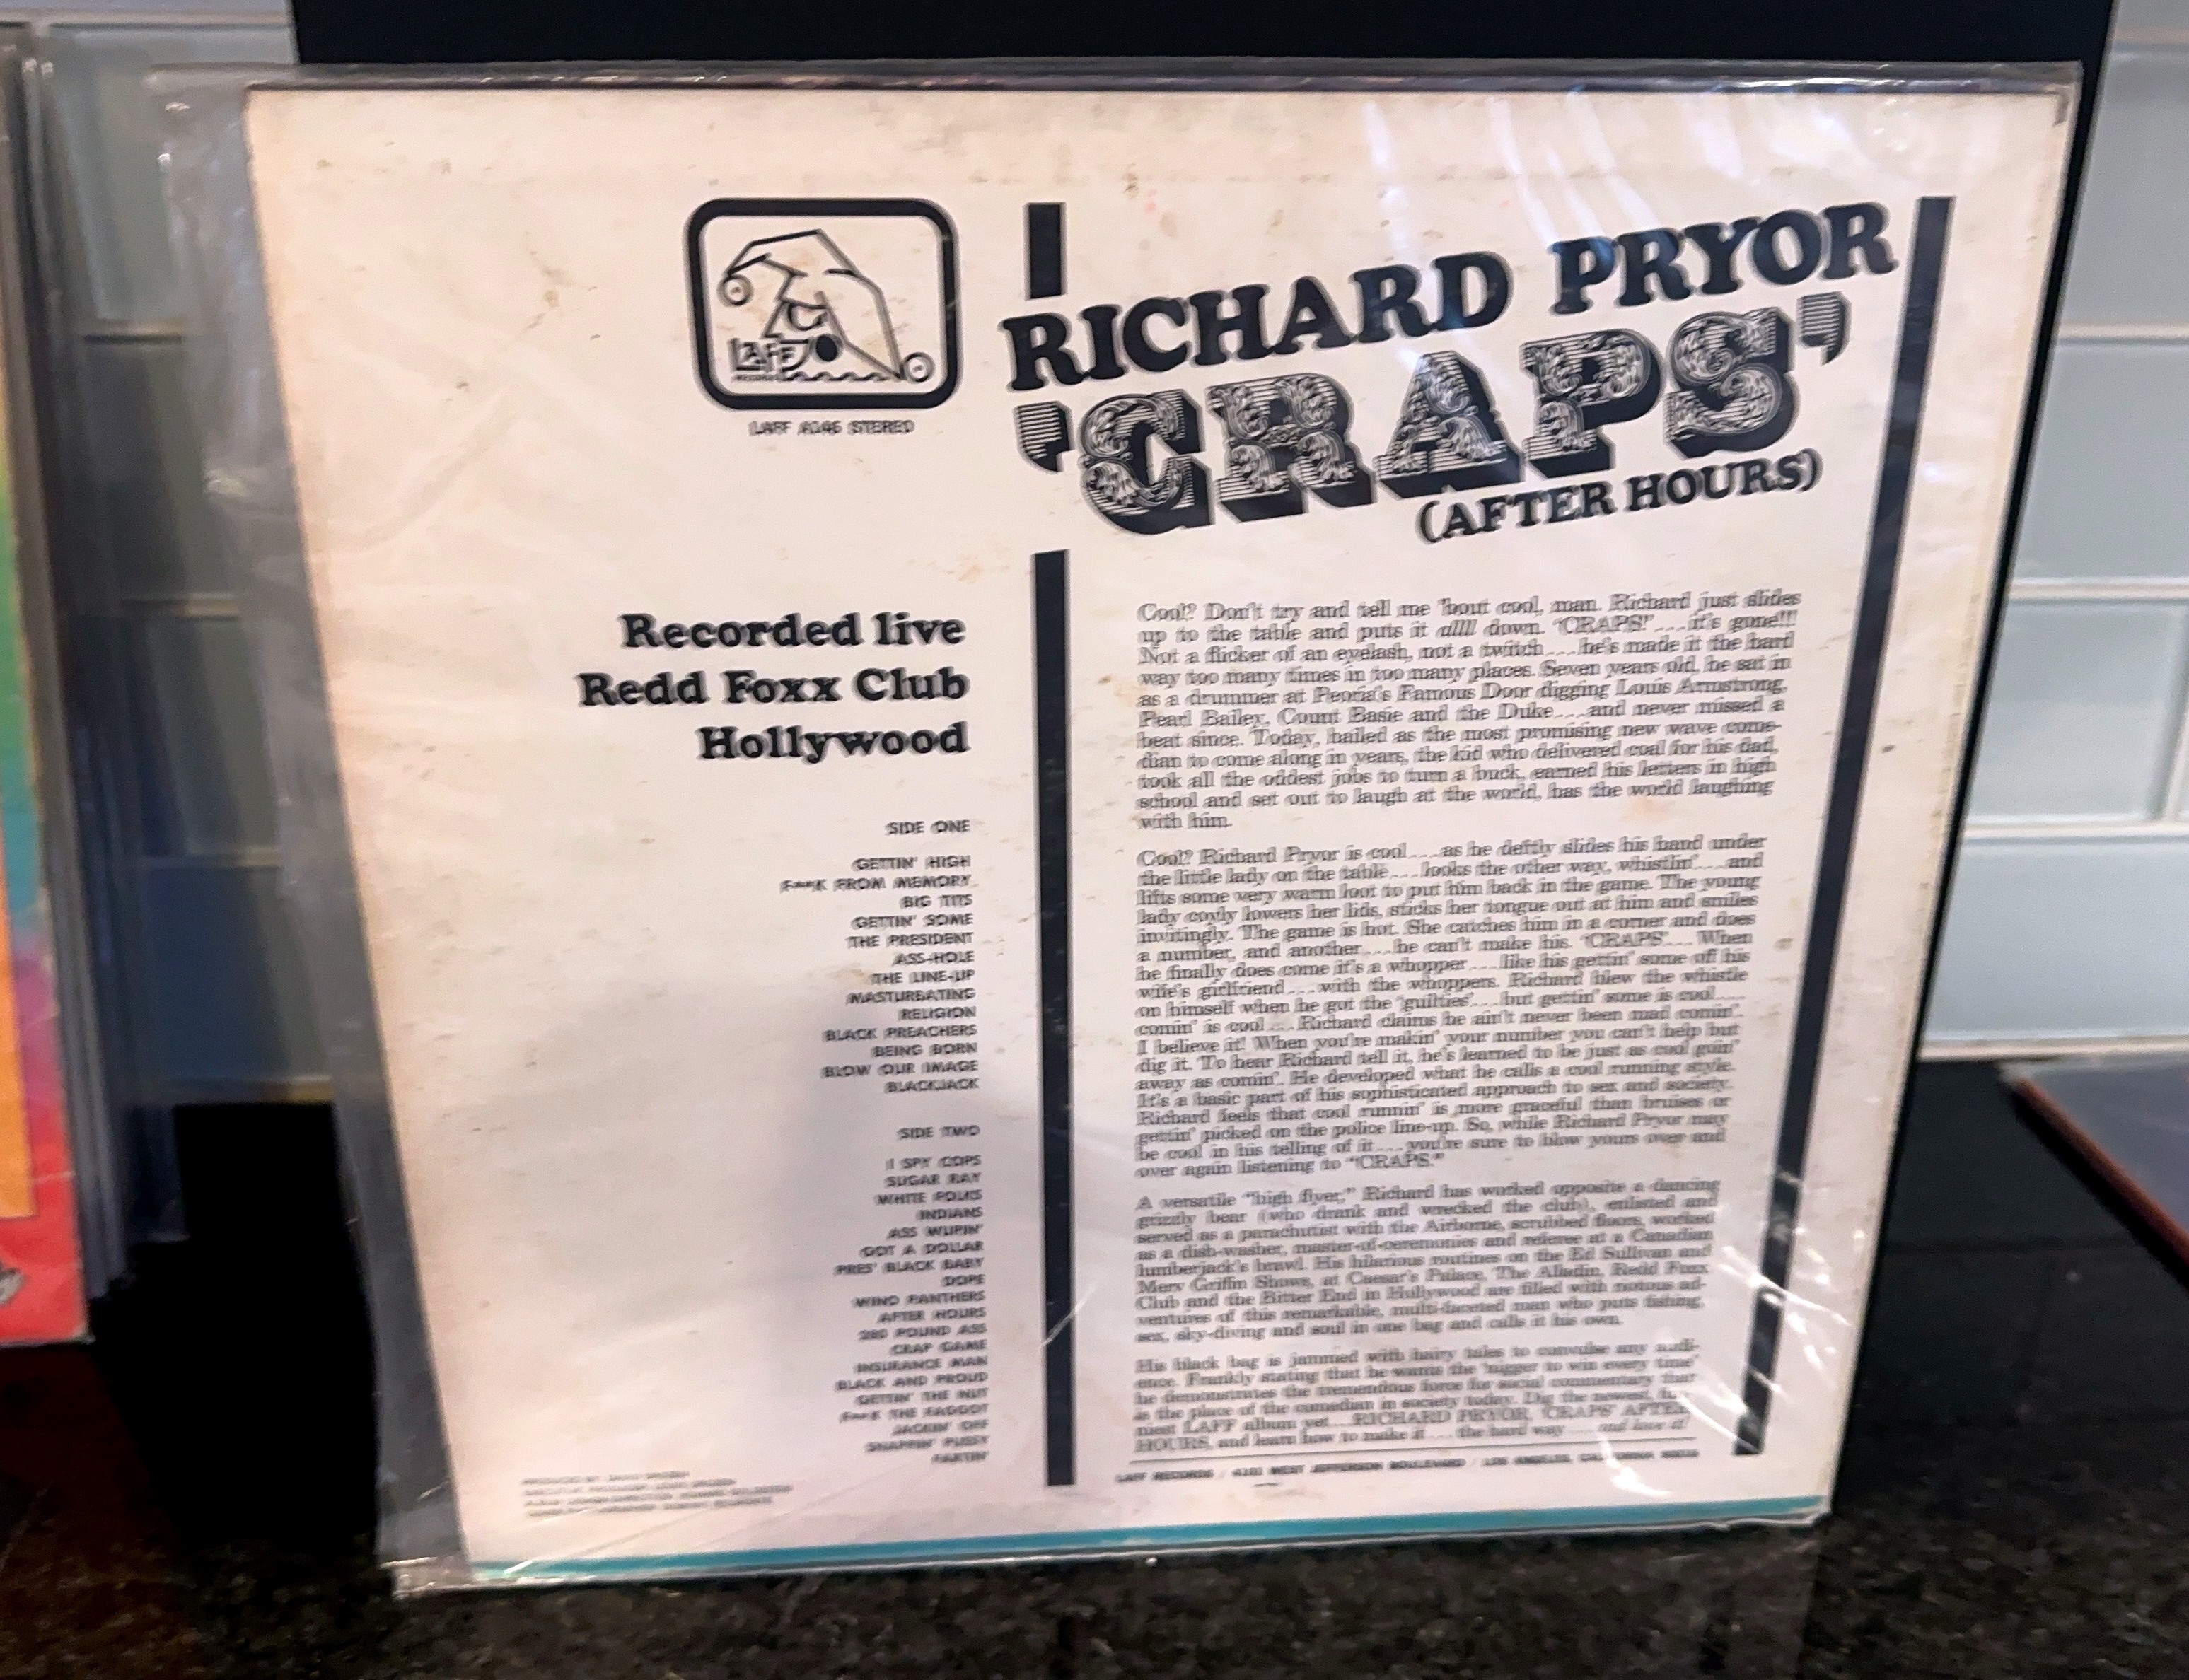 LAFF
RECORDS
LAFF A146 STEREO
RICHARD PRYOR
'CRAPS'
(AFTER HOURS)
Recorded live
Redd Foxx Club
Hollywood
SIDE ONE
GETTIN' HIGH
F**K FROM MEMORY
BIG TITS
GETTIN' SOME
THE PRESIDENT
ASS-HOLE
THE LINE-UP
MASTURBATING
RELIGION
BLACK PREACHERS
BEING BORN
BLOW OUR IMAGE
BLACKJACK
SIDE TWO
I SPY COPS
SUGAR RAY
WHITE FOLKS
INDIANS
ASS WUPIN'
GOT A DOLLAR
PRES' BLACK BABY
DOPE
WINO PANTHERS
AFTER HOURS
280 POUND ASS
CRAP GAME
INSURANCE MAN
BLACK AND PROUD
GETTIN' THE NUT
F**K THE FAGGOT
JACKIN' OFF
SNAPPIN' PUSSY
FARTIN'
Cool? Don't try and tell me 'bout cool, man. Richard just slides
up to the table and puts it allll down. "CRAPS!"....it's gone!!!
Not a flicker of an eyelash, not a twitch....he's made it the hard
way too many times in too many places. Seven years old, he sat in
as a drummer at Peoria's Famous Door digging Louis Armstrong,
Pearl Bailey, Count Basie and the Duke....and never missed a
beat since. Today, hailed as the most promising new wave come-
dian to come along in years, the kid who delivered coal for his dad,
took all the oddest jobs to turn a buck, earned his letters in high
school and set out to laugh at the world, has the world laughing
with him.
Cool? Richard Pryor is cool....as he deftly slides his hand under
the little lady on the table....looks the other way, whistlin'....and
lifts some very warm loot to put him back in the game. The young
lady coyly lowers her lids, sticks her tongue out at him and smiles
invitingly. The game is hot. She catches him in a corner and does
a number, and another....he can't make his. "CRAPS".... When
he finally does come it's a whopper....like his gettin' some off his
wife's girlfriend....with the whoppers. Richard blew the whistle
on himself when he got the 'guilties'....but gettin' some is cool....
comin' is cool....Richard claims he ain't never been mad comin'.
I believe it! When you're makin' your number you can't help but
dig it. To hear Richard tell it, he's learned to be just as cool goin'
away as comin'. He developed what he calls a cool running style.
It's a basic part of his sophisticated approach to sex and society.
Richard feels that cool runnin' is more graceful than bruises or
gettin' picked on the police line-up. So, while Richard Pryor may
be cool in his telling of it....you're sure to blow yours over and
over again listening to "CRAPS."
A versatile "high flyer," Richard has worked opposite a dancing
grizzly bear (who drank and wrecked the club), enlisted and
served as a parachutist with the Airborne, scrubbed floors, worked
as a dish-washer, master-of-ceremonies and referee at a Canadian
lumberjack's brawl. His hilarious routines on the Ed Sullivan and
Merv Griffin Shows, at Caesar's Palace, The Alladin, Redd Foxx
Club and the Bitter End in Hollywood are filled with riotous ad-
ventures of this remarkable, multi-faceted man who puts fishing,
sex, sky-diving and soul in one bag and calls it his own.
His black bag is jammed with hairy tales to convulse any audi-
ence. Frankly stating that he wants the 'nigger to win every time'
he demonstrates the tremendous force for social commentary that
is the place of the comedian in society today. Dig the newest, fun-
niest LAFF album yet....RICHARD PRYOR, 'CRAPS' AFTER
HOURS, and learn how to make it....the hard way....and love it!
LAFF RECORDS / 4101 WEST JEFFERSON BOULEVARD / LOS ANGELES, CALIFORNIA